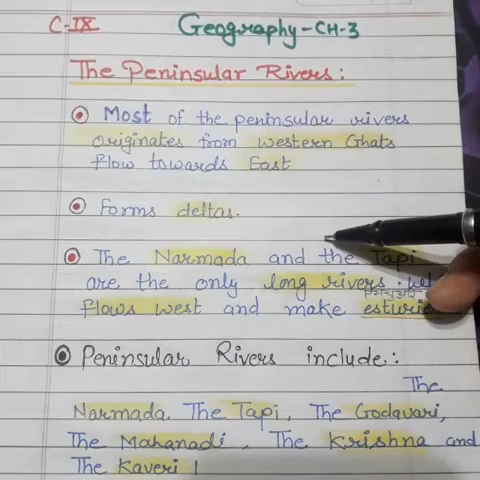 C-IX Geography-CH-3
The Peninsular Rivers:
Most of the peninsular rivers
originates from western Ghats
flow towards East
Forms deltas.
The Narmada and the Tapi
are the only long rivers.
flows west and make esturie
Peninsular Rivers include:
The
Narmada, The Tapi, The Godavari,
The Mahanadi, The Krishna and
The Kaveri |